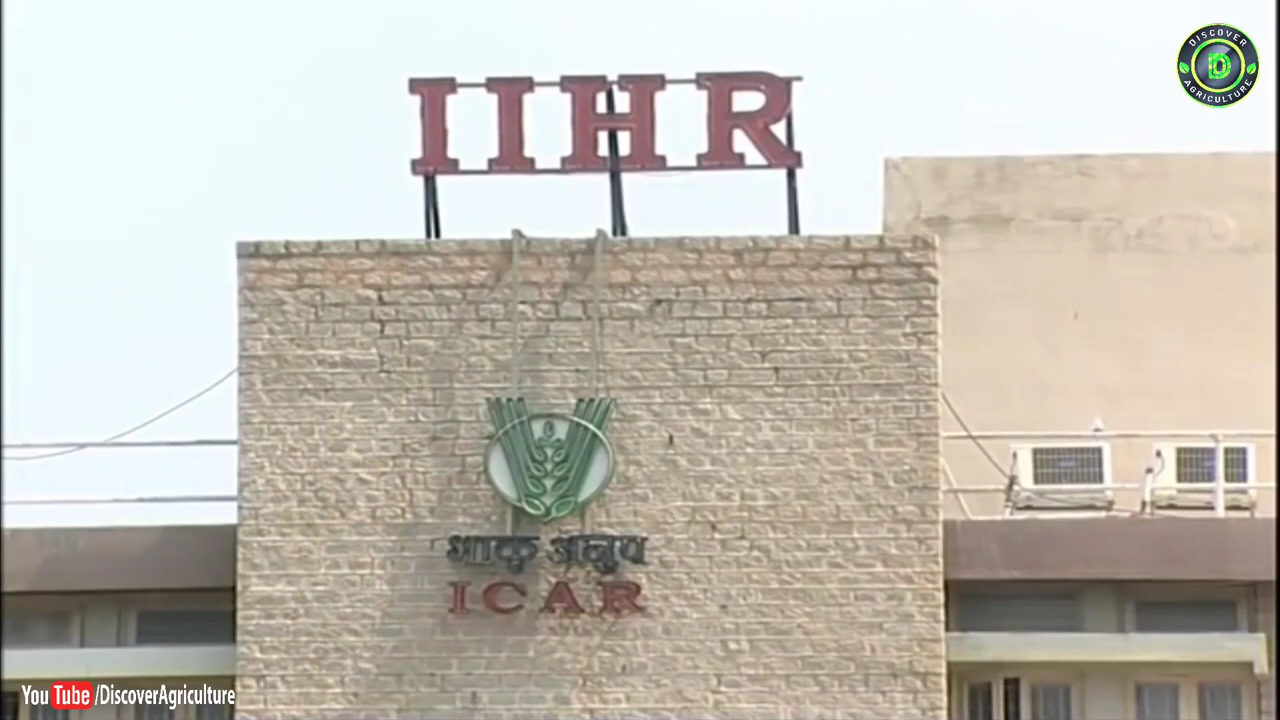 IIHR
DISCOVER
D
AGRICULTURE
भाकृ अनुप
ICAR
YouTube /DiscoverAgriculture